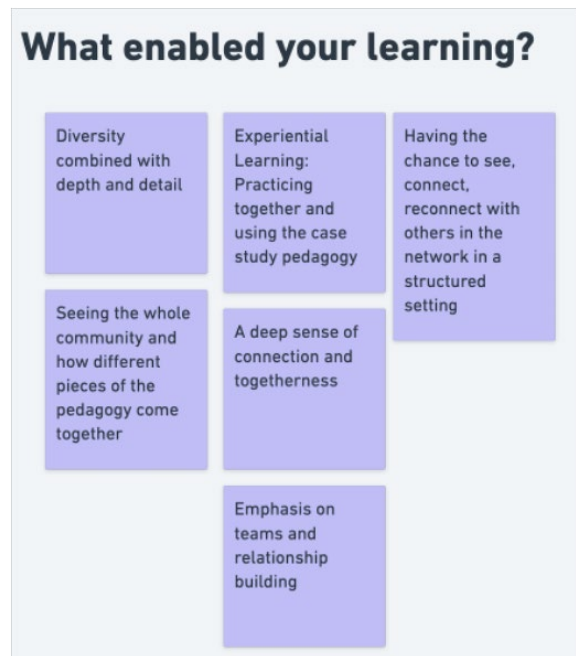 What enabled your learning?
Diversity
combined with
depth and detail
Seeing the whole
community and
how different
pieces of the
pedagogy come
together
Experiential
Learning:
Practicing
together and
using the case
study pedagogy
A deep sense of
connection and
togetherness
Emphasis on
teams and
relationship
building
Having the
chance to see,
connect,
reconnect with
others in the
network in a
structured
setting